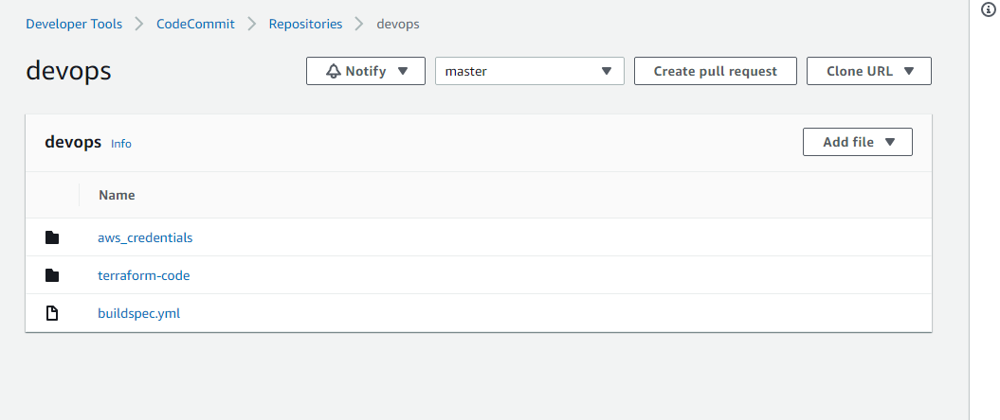 Developer Tools > CodeCommit > Repositories > devops
devops Notify master Create pull request Clone URL
devops Info Add file
Name
aws_credentials
terraform-code
buildspec.yml